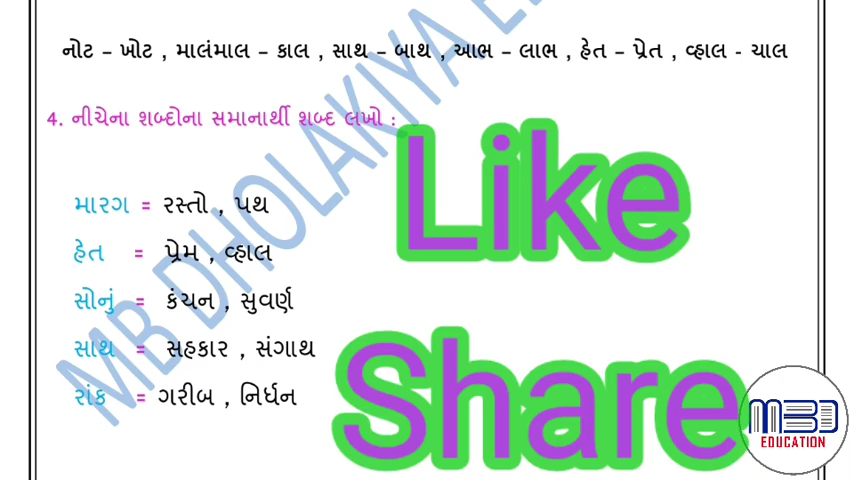 નોટ – ખોટ , માલંમાલ – કાલ , સાથ – બાથ , આભ – લાભ , હેત – પ્રેત , વ્હાલ - ચાલ
4. નીચેના શબ્દોના સમાનાર્થી શબ્દ લખો :
મારગ = રસ્તો , પથ
હેત = પ્રેમ , વ્હાલ
સોનું = કંચન , સુવર્ણ
સાથ = સહકાર , સંગાથ
રાંક = ગરીબ , નિર્ધન
Like
Share
MB DHOLAKIYA
MBD
EDUCATION